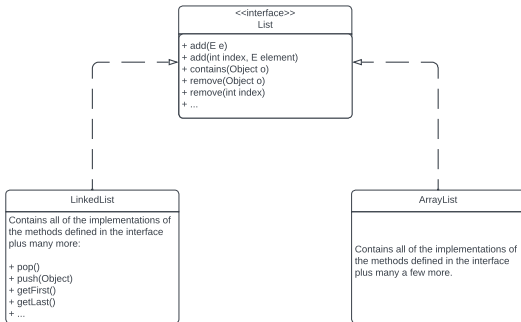 <<interface>>
List
+ add(E e)
+ add(int index, E element)
+ contains(Object o)
+ remove(Object o)
+ remove(int index)
+ ...
LinkedList
Contains all of the implementations of
the methods defined in the interface
plus many more:
+ pop()
+ push(Object)
+ getFirst()
+ getLast()
+ ...
ArrayList
Contains all of the implementations of
the methods defined in the interface
plus many a few more.